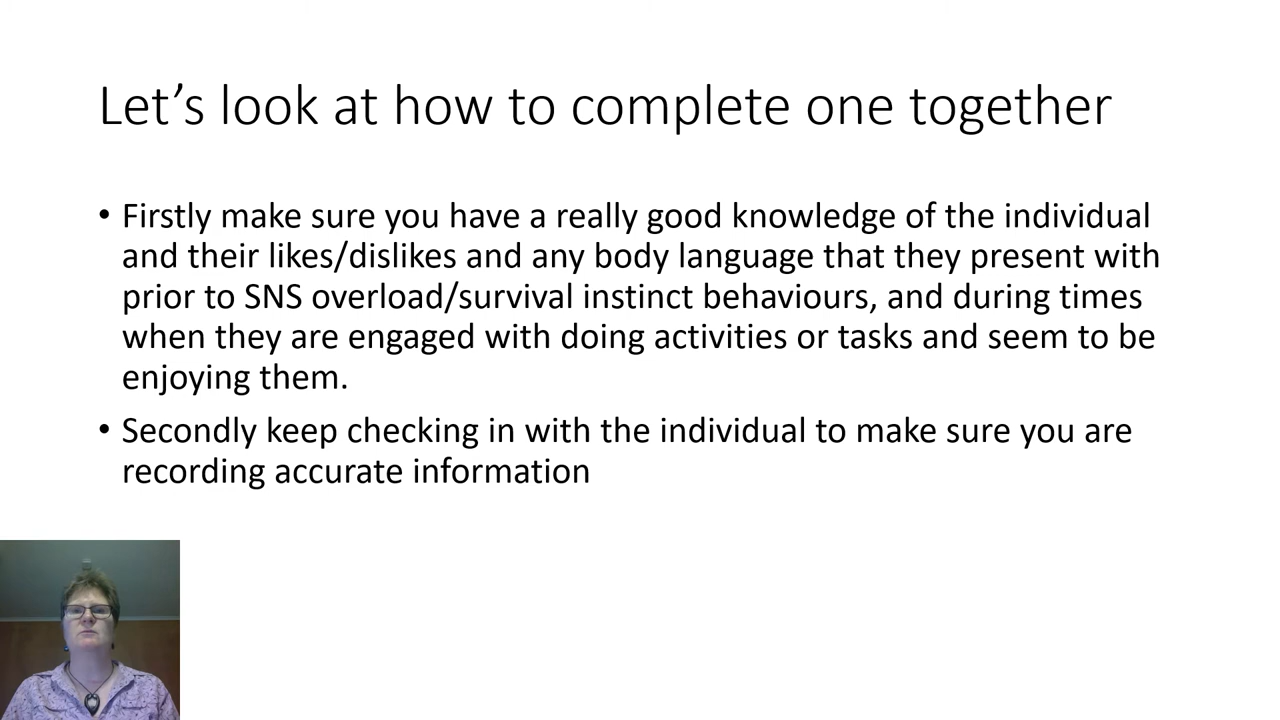 Let’s look at how to complete one together
• Firstly make sure you have a really good knowledge of the individual
and their likes/dislikes and any body language that they present with
prior to SNS overload/survival instinct behaviours, and during times
when they are engaged with doing activities or tasks and seem to be
enjoying them.
• Secondly keep checking in with the individual to make sure you are
recording accurate information